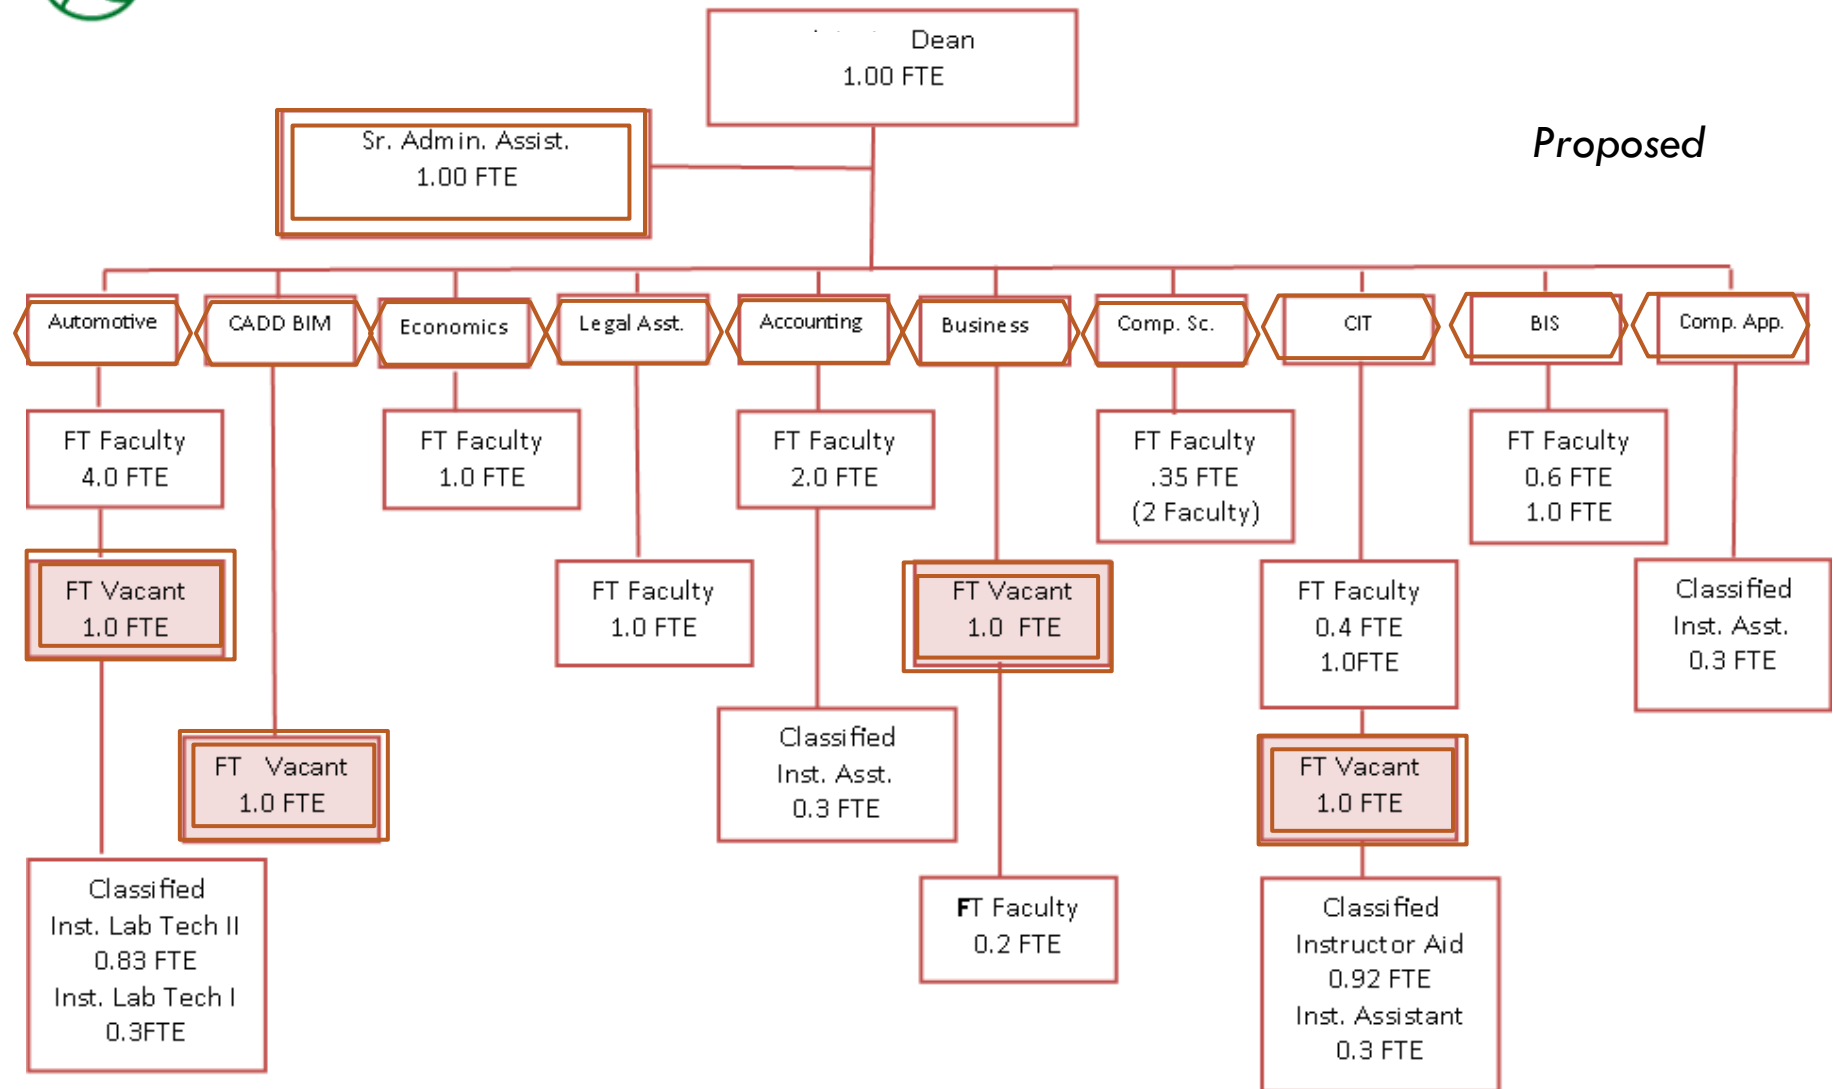 Dean
1.00 FTE
Sr. Admin. Assist.
1.00 FTE
Proposed
Automotive
CADD BIM
Economics
Legal Asst.
Accounting
Business
Comp. Sc.
CIT
BIS
Comp. App.
FT Faculty
4.0 FTE
FT Faculty
1.0 FTE
FT Faculty
2.0 FTE
FT Faculty
.35 FTE
(2 Faculty)
FT Faculty
0.6 FTE
1.0 FTE
FT Vacant
1.0 FTE
FT Faculty
1.0 FTE
FT Vacant
1.0 FTE
FT Faculty
0.4 FTE
1.0FTE
Classified
Inst. Asst.
0.3 FTE
FT Vacant
1.0 FTE
Classified
Inst. Asst.
0.3 FTE
FT Vacant
1.0 FTE
Classified
Inst. Lab Tech II
0.83 FTE
Inst. Lab Tech I
0.3FTE
FT Faculty
0.2 FTE
Classified
Instructor Aid
0.92 FTE
Inst. Assistant
0.3 FTE